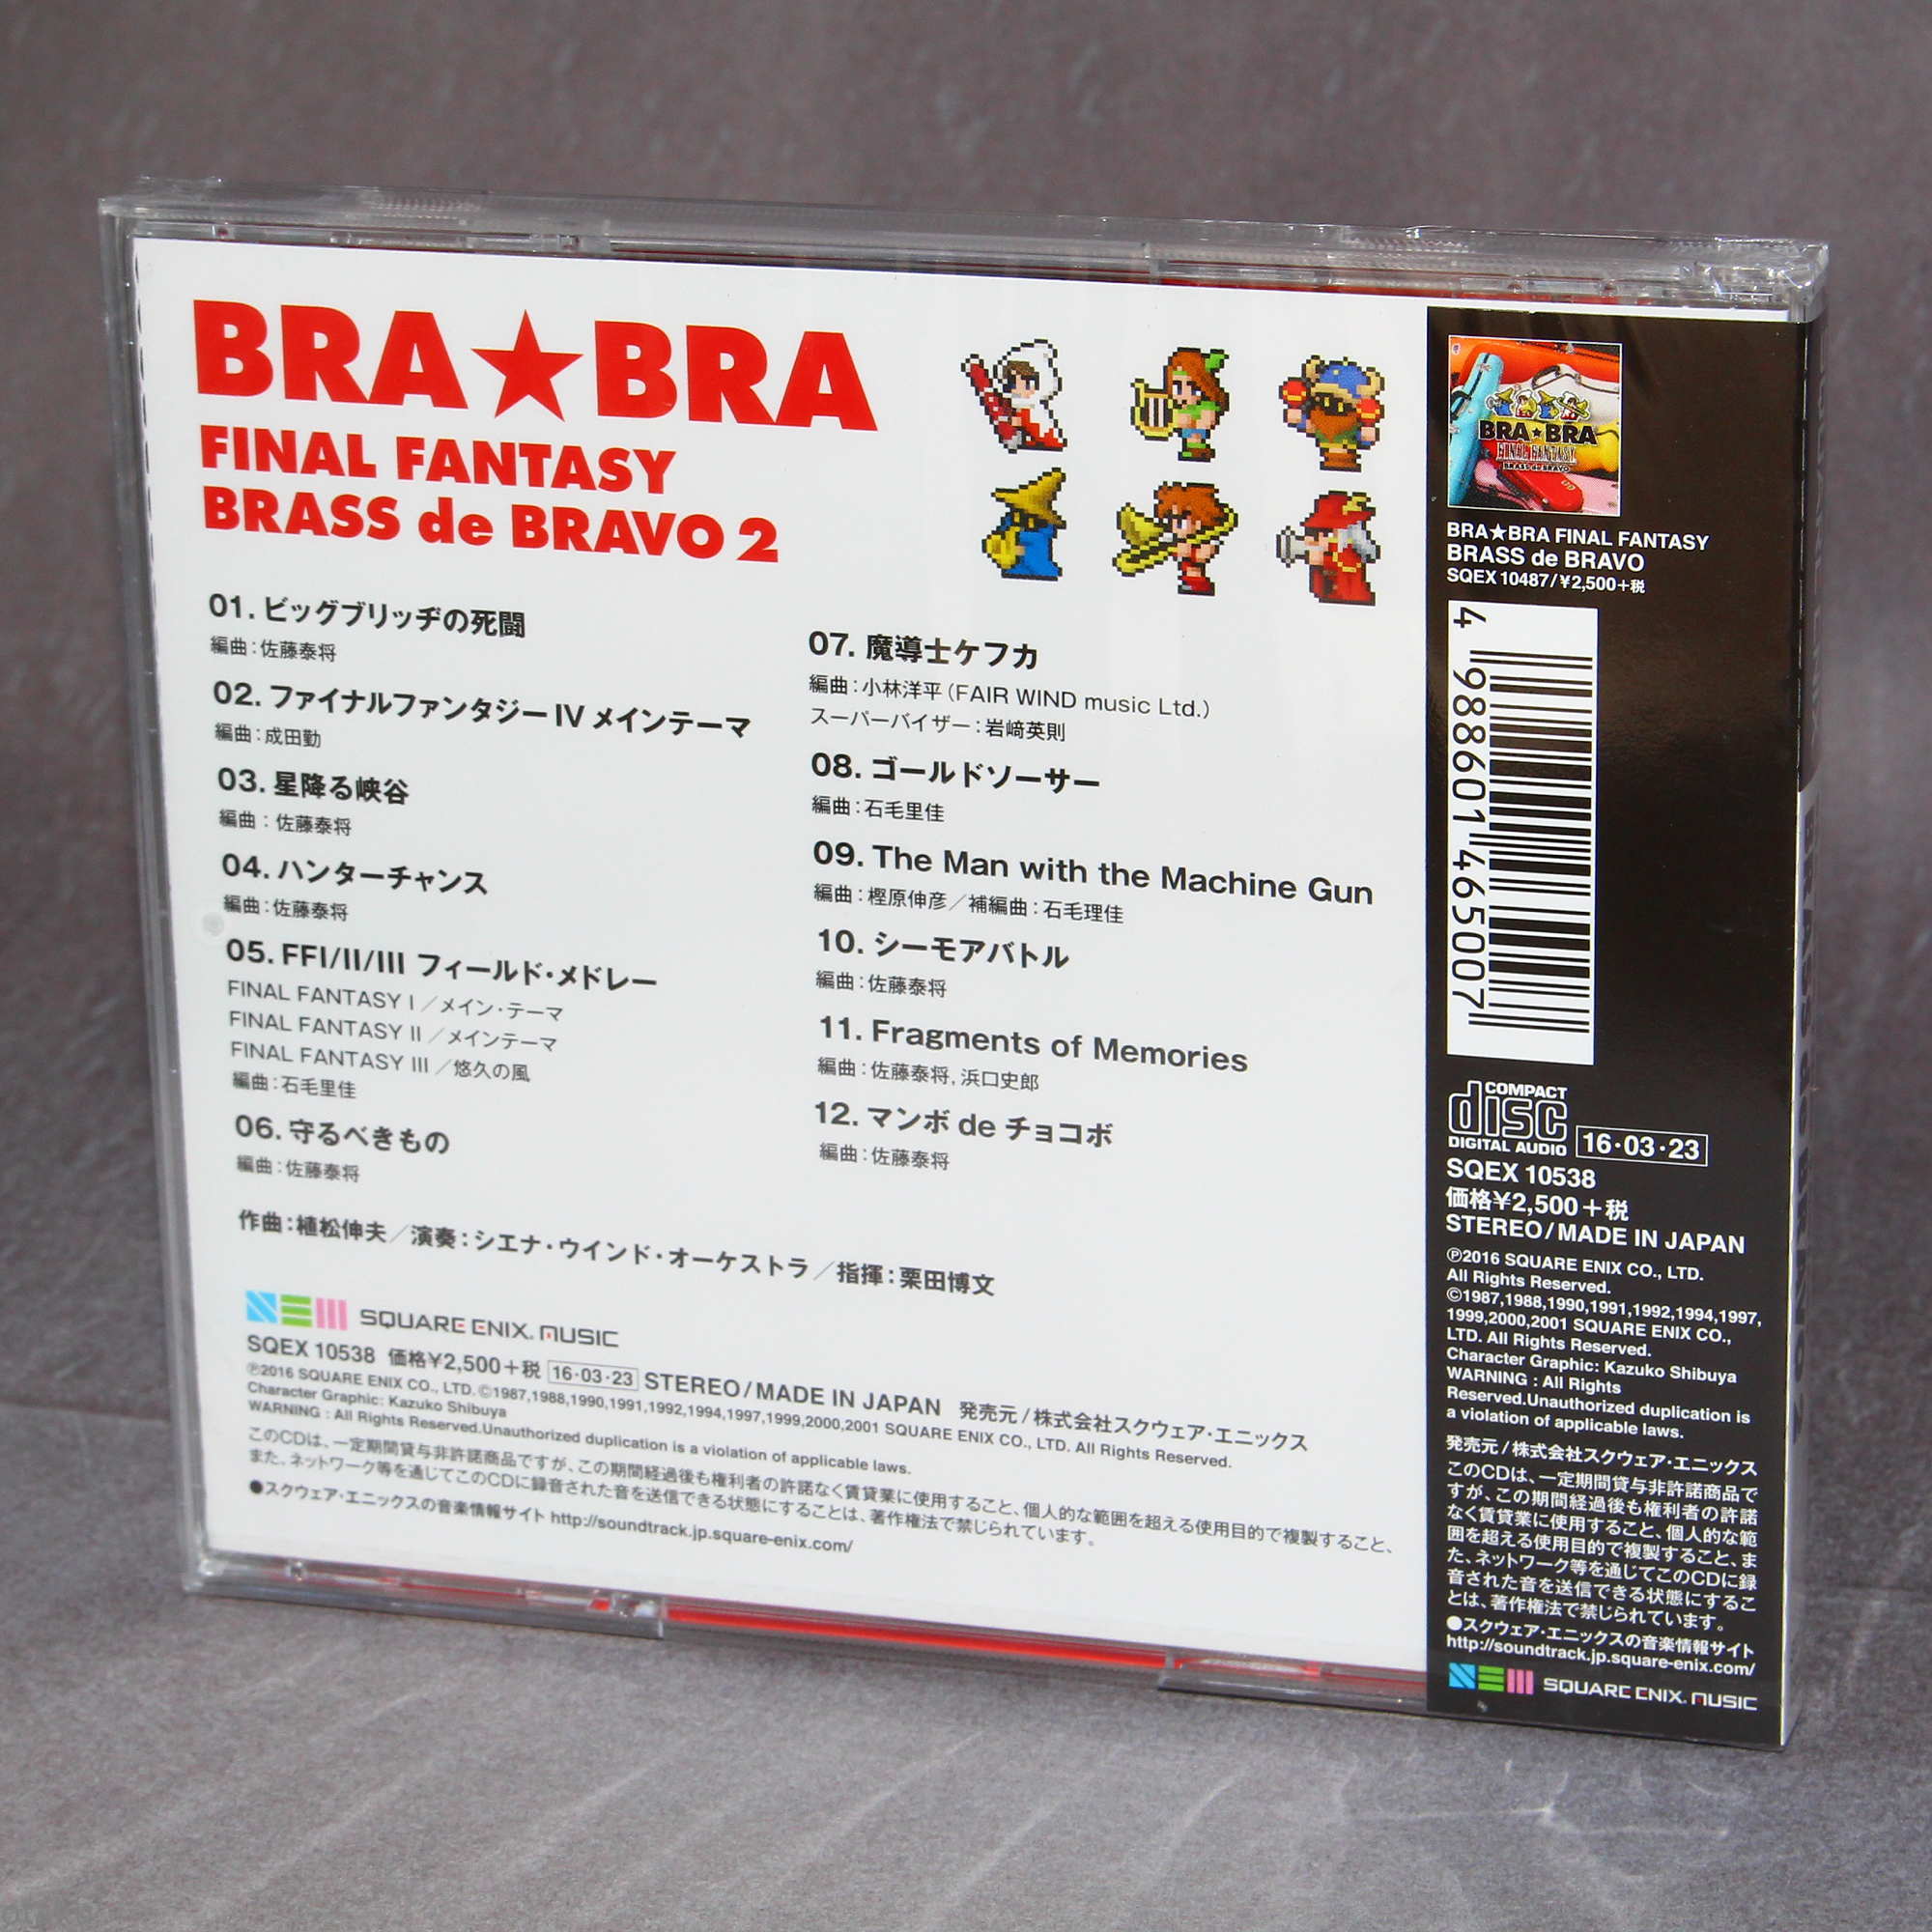 BRA★BRA
FINAL FANTASY
BRASS de BRAVO 2
01. ビッグブリッヂの死闘
編曲：佐藤泰将
02. ファイナルファンタジーIV メインテーマ
編曲：成田勤
03. 星降る峡谷
編曲：佐藤泰将
04. ハンターチャンス
編曲：佐藤泰将
05. FFI/II/III フィールド・メドレー
FINAL FANTASY I／メイン・テーマ
FINAL FANTASY II／メインテーマ
FINAL FANTASY III／悠久の風
編曲：石毛里佳
06. 守るべきもの
編曲：佐藤泰将
07. 魔導士ケフカ
編曲：小林洋平（FAIR WIND music Ltd.）
スーパーバイザー：岩﨑英則
08. ゴールドソーサー
編曲：石毛里佳
09. The Man with the Machine Gun
編曲：樫原伸彦／補編曲：石毛理佳
10. シーモアバトル
編曲：佐藤泰将
11. Fragments of Memories
編曲：佐藤泰将, 浜口史郎
12. マンボ de チョコボ
編曲：佐藤泰将
作曲：植松伸夫／演奏：シエナ・ウインド・オーケストラ／指揮：栗田博文
SQUARE ENIX. MUSIC
SQEX 10538 価格¥2,500＋税 16・03・23 STEREO/MADE IN JAPAN 発売元/株式会社スクウェア・エニックス
℗2016 SQUARE ENIX CO., LTD. ©1987,1988,1990,1991,1992,1994,1997,1999,2000,2001 SQUARE ENIX CO., LTD. All Rights Reserved.
Character Graphic: Kazuko Shibuya
WARNING : All Rights Reserved.Unauthorized duplication is a violation of applicable laws.
このCDは、一定期間貸与非許諾商品ですが、この期間経過後も権利者の許諾なく賃貸業に使用すること、個人的な範囲を超える使用目的で複製すること、
また、ネットワーク等を通じてこのCDに録音された音を送信できる状態にすることは、著作権法で禁じられています。
●スクウェア・エニックスの音楽情報サイト http://soundtrack.jp.square-enix.com/
BRA★BRA
FINAL FANTASY
BRASS de BRAVO
BRA★BRA FINAL FANTASY
BRASS de BRAVO
SQEX 10487/¥2,500＋税
4 988601 465007
COMPACT
disc
DIGITAL AUDIO
16・03・23
SQEX 10538
価格¥2,500＋税
STEREO/MADE IN JAPAN
℗2016 SQUARE ENIX CO., LTD.
All Rights Reserved.
©1987,1988,1990,1991,1992,1994,1997,
1999,2000,2001 SQUARE ENIX CO.,
LTD. All Rights Reserved.
Character Graphic: Kazuko Shibuya
WARNING : All Rights
Reserved.Unauthorized duplication is
a violation of applicable laws.
発売元/株式会社スクウェア・エニックス
このCDは、一定期間貸与非許諾商品で
すが、この期間経過後も権利者の許諾
なく賃貸業に使用すること、個人的な範
囲を超える使用目的で複製すること、ま
た、ネットワーク等を通じてこのCDに録
音された音を送信できる状態にするこ
とは、著作権法で禁じられています。
●スクウェア・エニックスの音楽情報サイト
http://soundtrack.jp.square-enix.com/
SQUARE ENIX. MUSIC